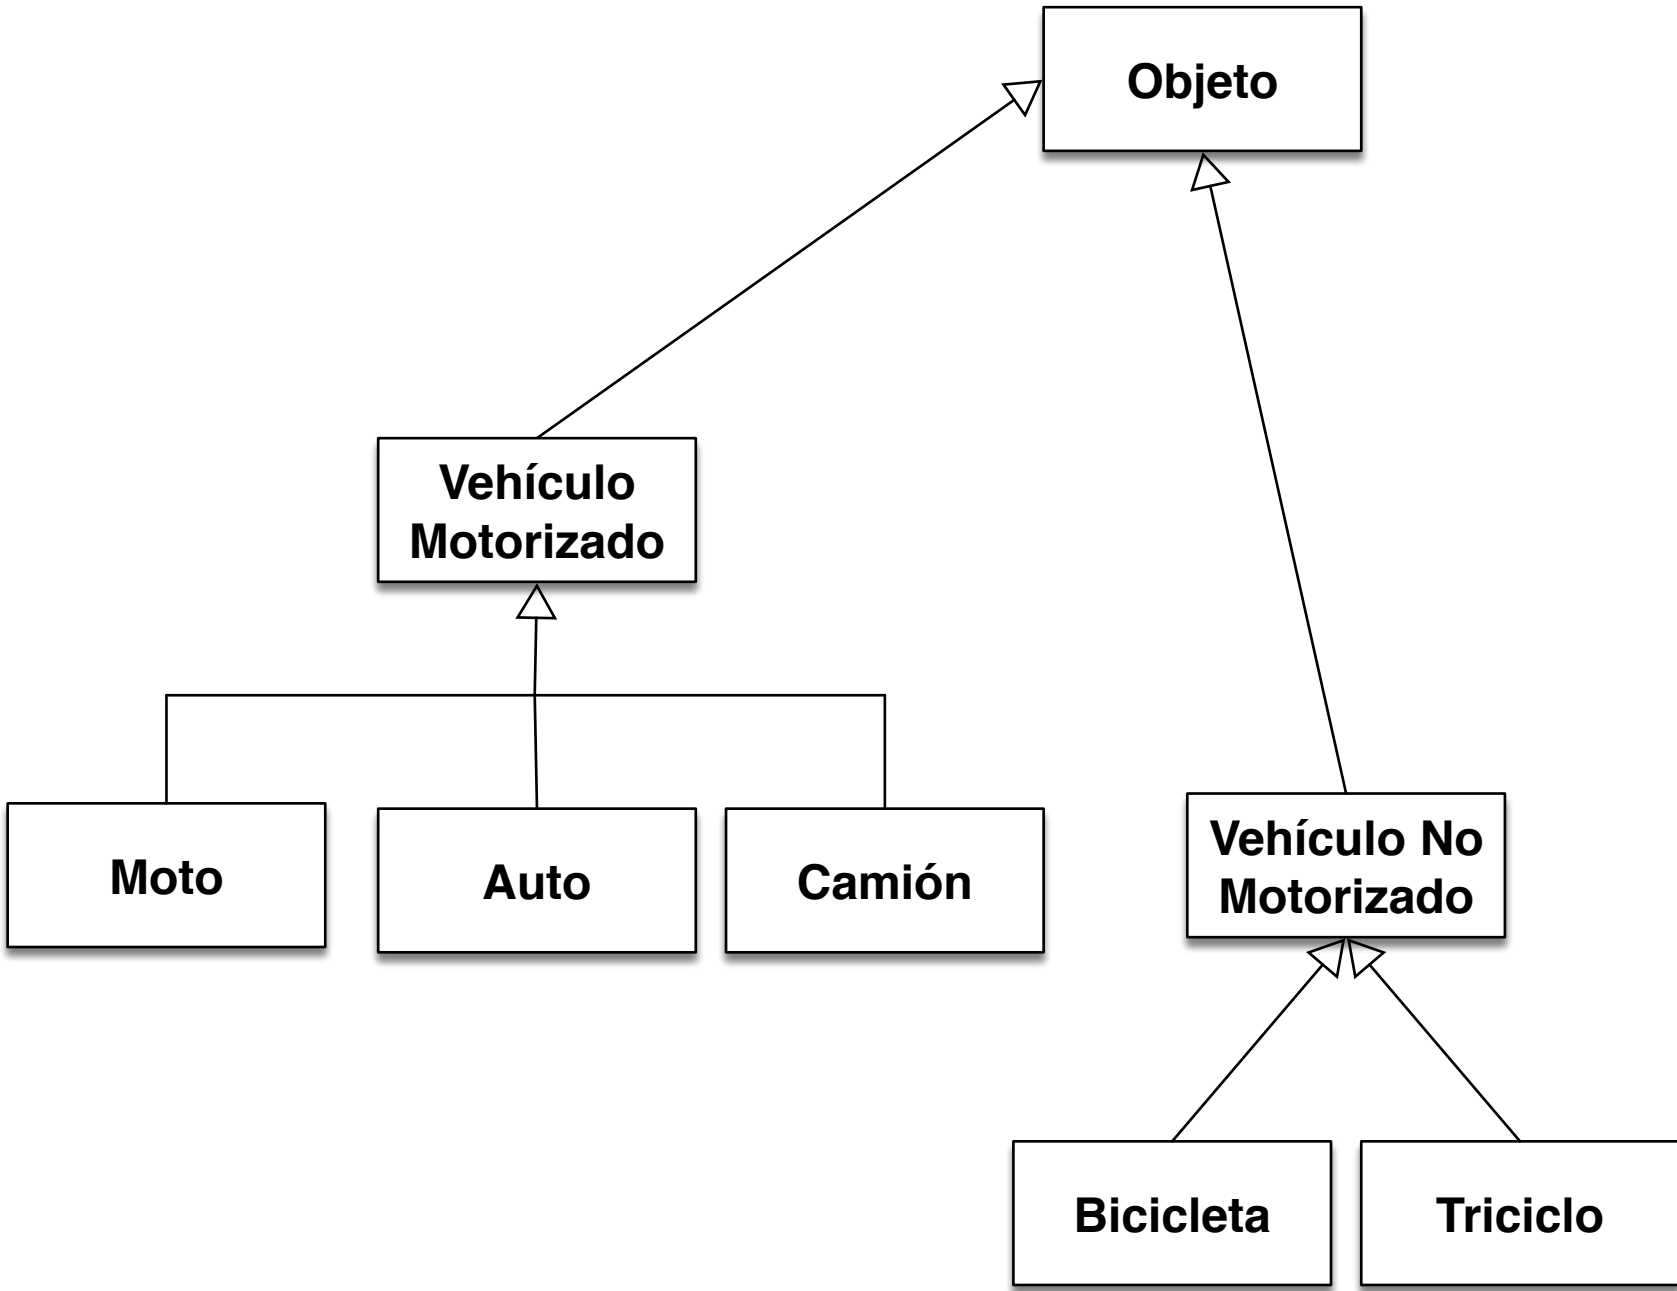 Objeto
Vehículo
Motorizado
Moto
Auto
Camión
Vehículo No
Motorizado
Bicicleta
Triciclo